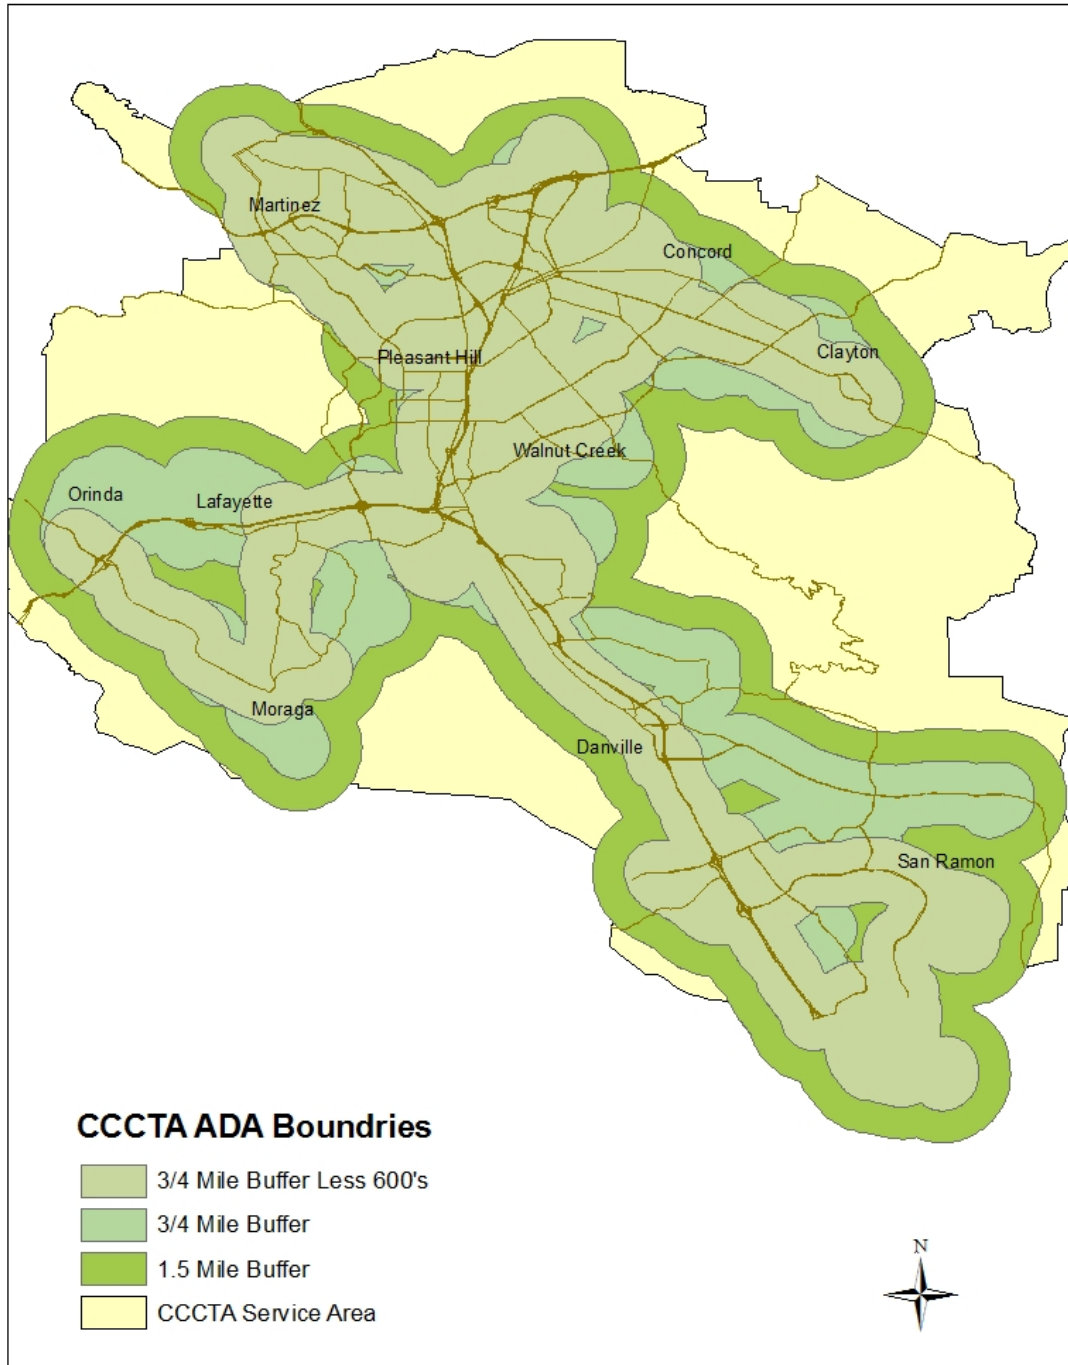 Martinez
Concord
Clayton
Pleasant Hill
Walnut Creek
Orinda
Lafayette
Moraga
Danville
San Ramon
CCCTA ADA Boundries
3/4 Mile Buffer Less 600's
3/4 Mile Buffer
1.5 Mile Buffer
CCCTA Service Area
N